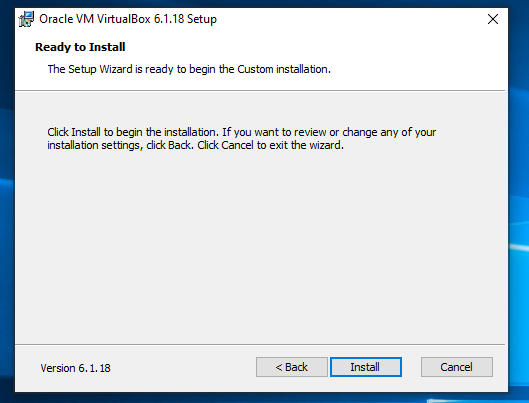 Oracle VM VirtualBox 6.1.18 Setup
Ready to Install
The Setup Wizard is ready to begin the Custom installation.
Click Install to begin the installation. If you want to review or change any of your
installation settings, click Back. Click Cancel to exit the wizard.
Version 6.1.18
< Back
Install
Cancel